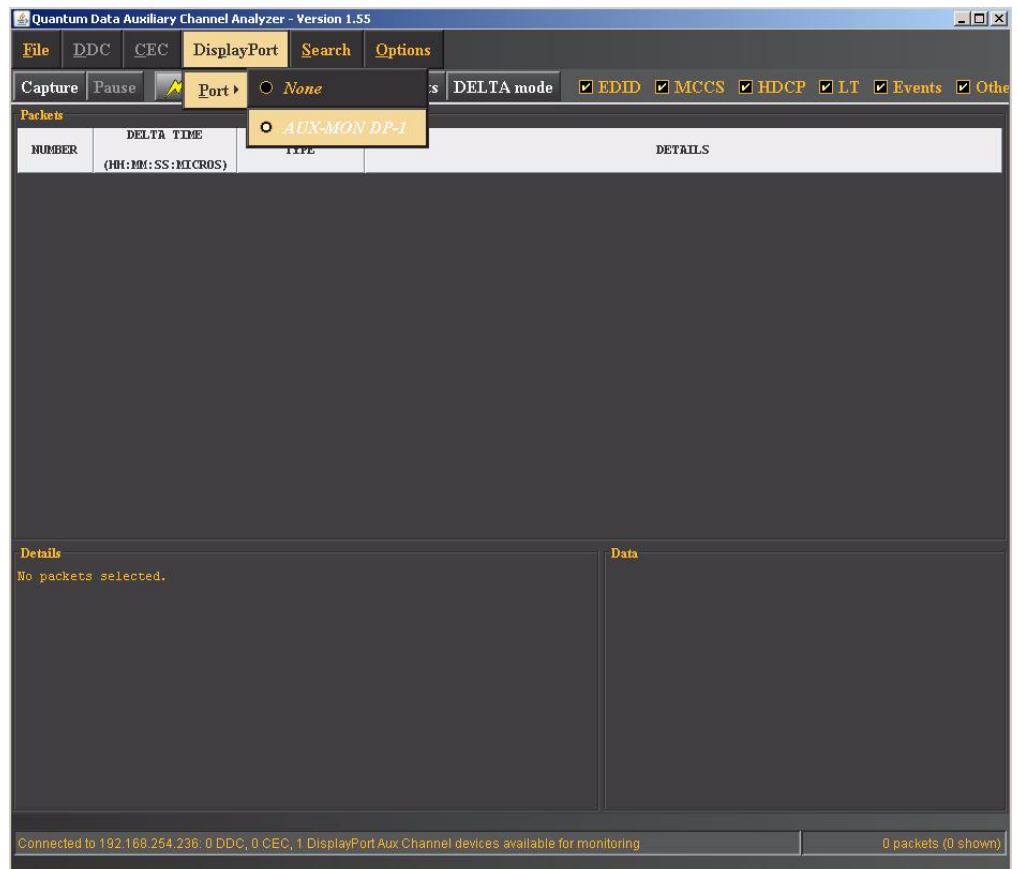 Quantum Data Auxiliary Channel Analyzer - Version 1.55
File DDC CEC DisplayPort Search Options
Capture Pause Port None DELTA mode EDID MCCS HDCP LT Events Othe
AUX-MON DP-1
Packets
NUMBER DELTA TIME (HH:MM:SS:MICROS) TYPE DETAILS
Details
No packets selected.
Data
Connected to 192.168.254.236: 0 DDC, 0 CEC, 1 DisplayPort Aux Channel devices available for monitoring
0 packets (0 shown)